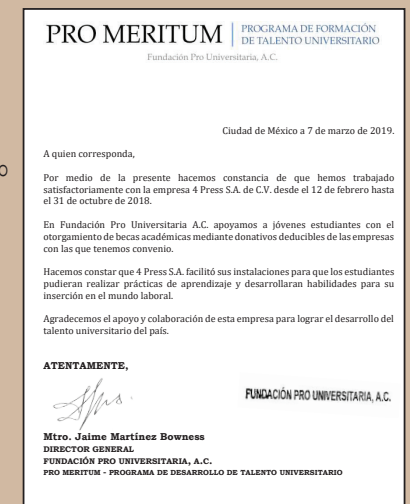 PRO MERITUM
PROGRAMA DE FORMACIÓN
DE TALENTO UNIVERSITARIO
Fundación Pro Universitaria, A.C.
Ciudad de México a 7 de marzo de 2019.
A quien corresponda,
Por medio de la presente hacemos constancia de que hemos trabajado
satisfactoriamente con la empresa 4 Press S.A. de C.V. desde el 12 de febrero hasta
el 31 de octubre de 2018.
En Fundación Pro Universitaria A.C. apoyamos a jóvenes estudiantes con el
otorgamiento de becas académicas mediante donativos deducibles de las empresas
con las que tenemos convenio.
Hacemos constar que 4 Press S.A. facilitó sus instalaciones para que los estudiantes
pudieran realizar prácticas de aprendizaje y desarrollaran habilidades para su
inserción en el mundo laboral.
Agradecemos el apoyo y colaboración de esta empresa para lograr el desarrollo del
talento universitario del país.
ATENTAMENTE,
FUNDACIÓN PRO UNIVERSITARIA, A.C.
Mtro. Jaime Martínez Bowness
DIRECTOR GENERAL
FUNDACIÓN PRO UNIVERSITARIA, A.C.
PRO MERITUM - PROGRAMA DE DESARROLLO DE TALENTO UNIVERSITARIO